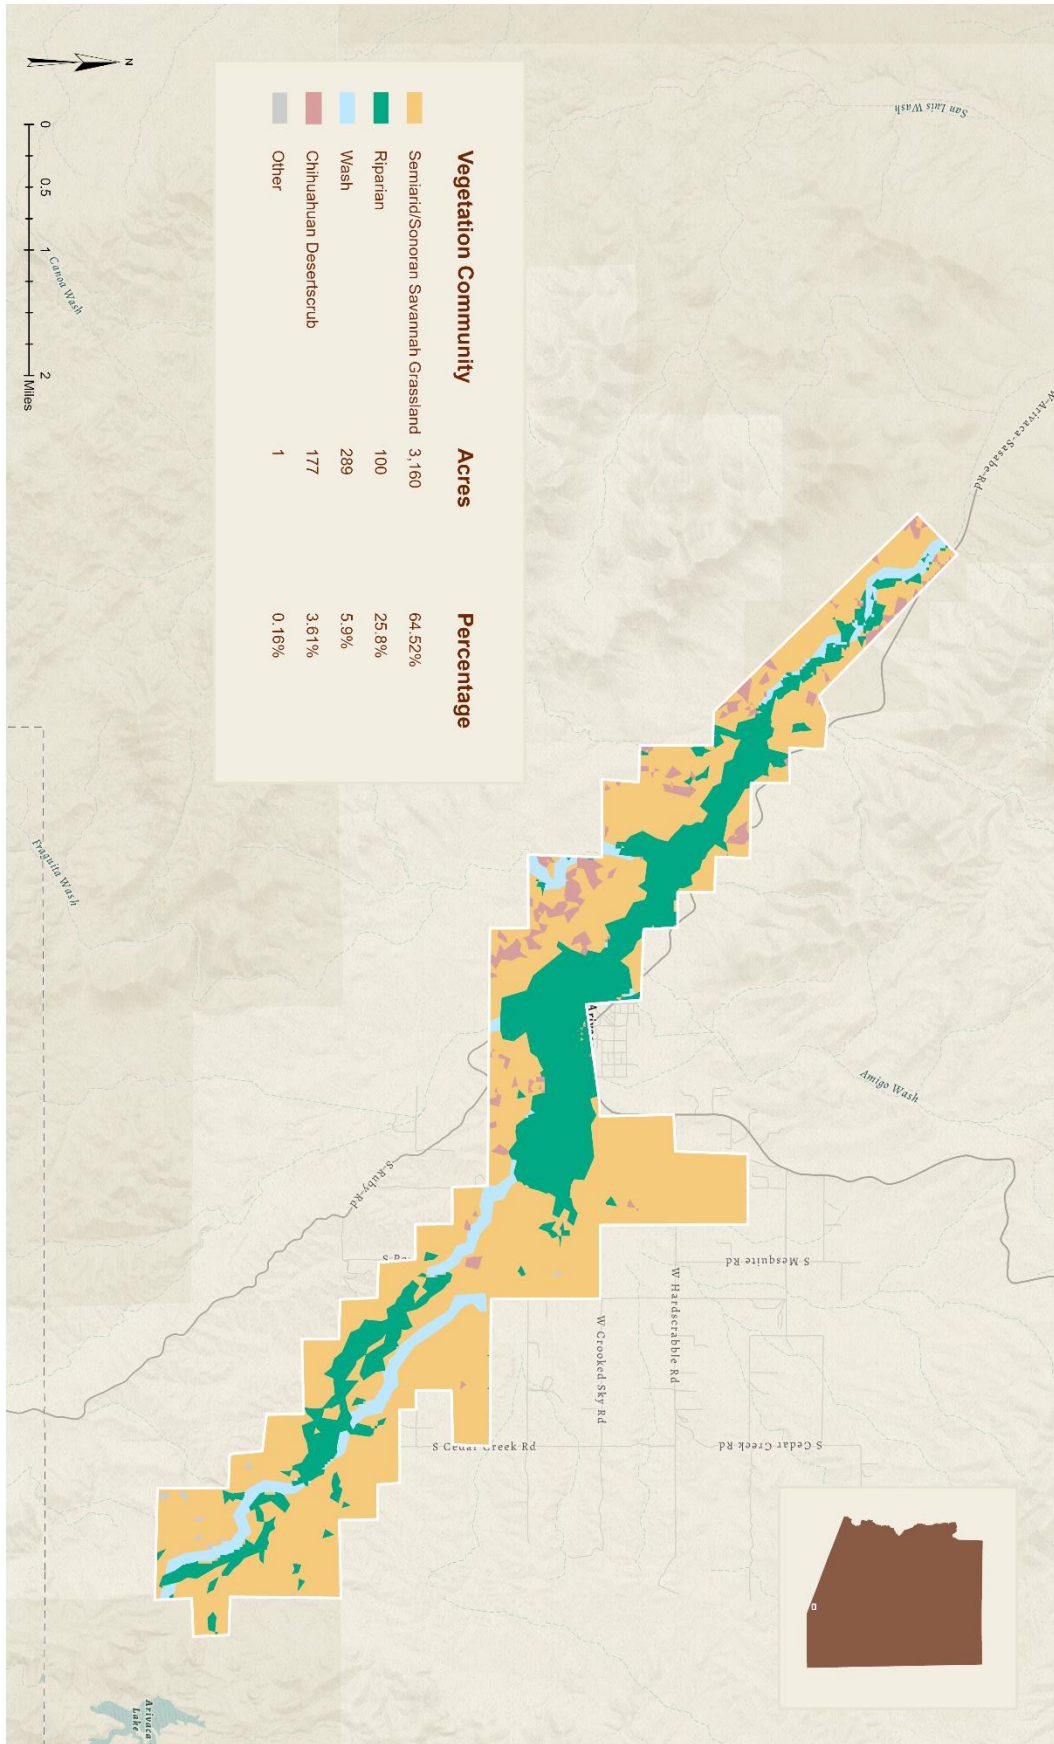 Vegetation Community Acres Percentage
Semiarid/Sonoran Savannah Grassland 3,160 64.52%
Riparian 100 25.8%
Wash 289 5.9%
Chihuahuan Desertscrub 177 3.61%
Other 1 0.16%
N
0 0.5 1 2
Miles
San Luis Wash
Canoa Wash
Fraguita Wash
Amigo Wash
W-Arivaca-Sasabe-Rd
S-Ruby-Rd
S Mesquite Rd
W Hardscrabble Rd
W Crooked Sky Rd
S Cedar Creek Rd
S Cedar Creek Rd
Arivaca
Lake